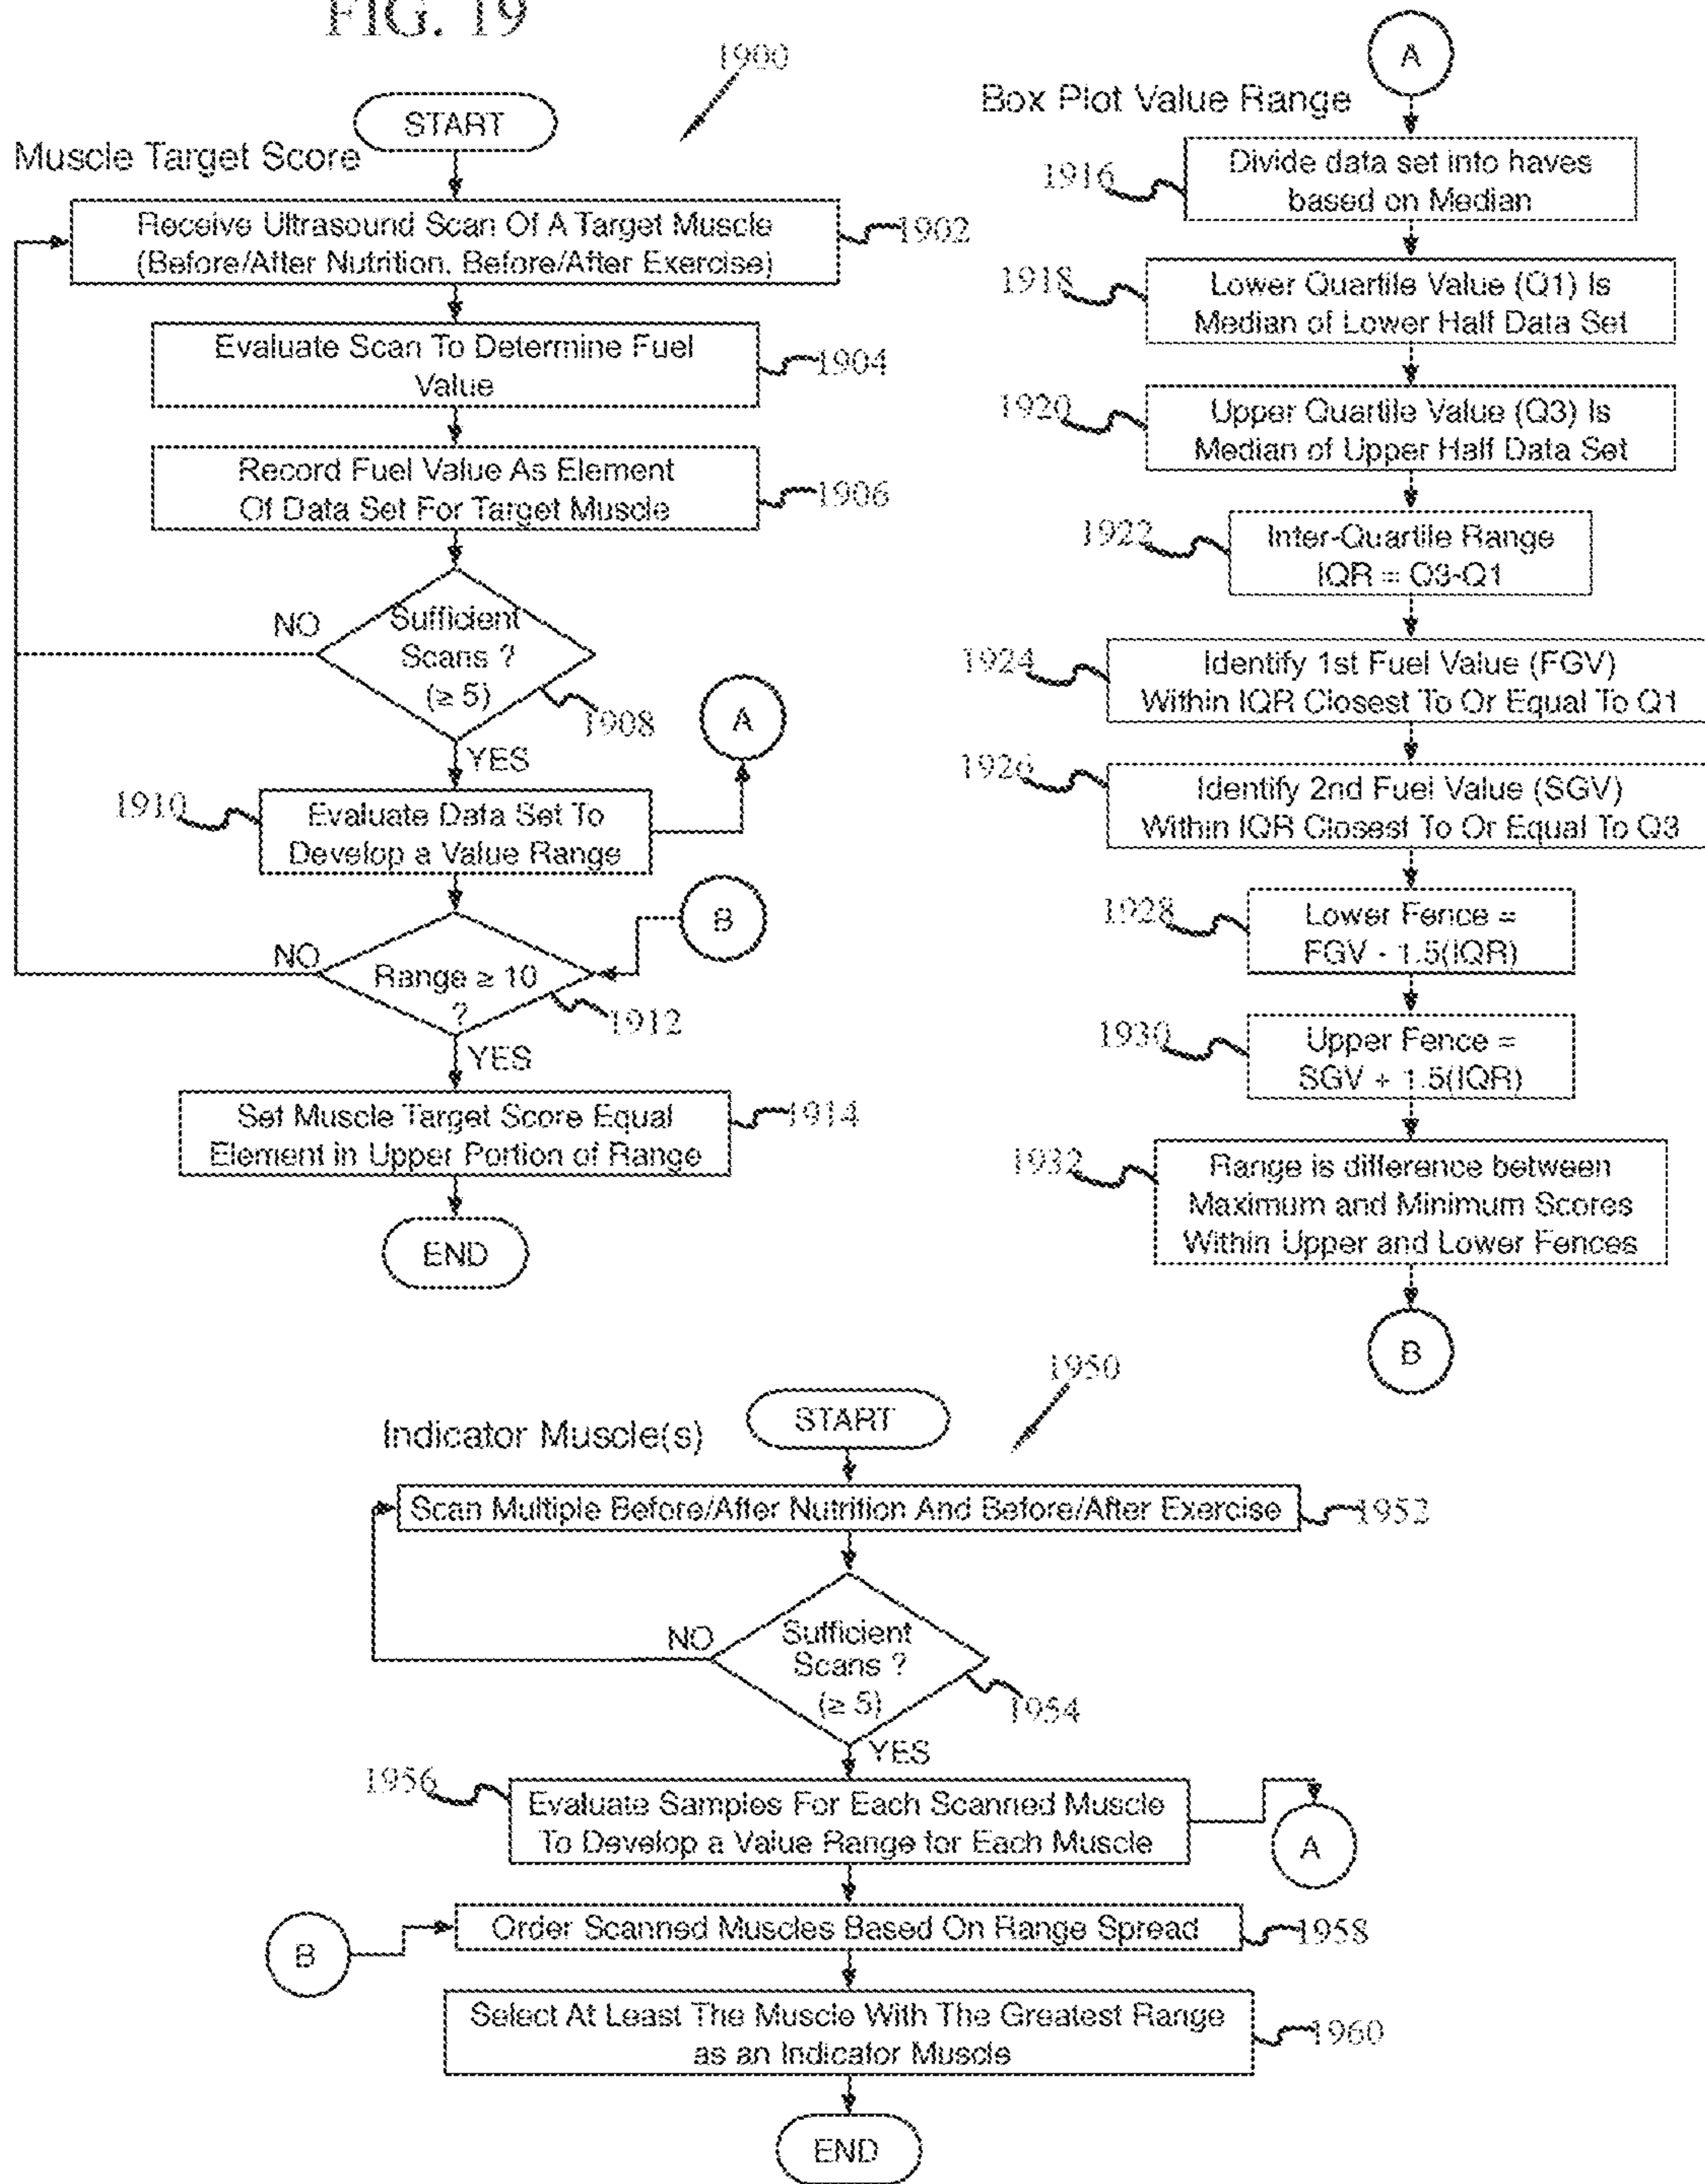 FIG. 19
1900
START
Muscle Target Score
Receive Ultrasound Scan Of A Target Muscle
(Before/After Nutrition, Before/After Exercise)
1902
Evaluate Scan To Determine Fuel
Value
1904
Record Fuel Value As Element
Of Data Set For Target Muscle
1906
NO
Sufficient
Scans ?
(≥ 5)
1908
YES
A
1910
Evaluate Data Set To
Develop a Value Range
B
NO
Range ≥ 10
?
1912
YES
Set Muscle Target Score Equal
Element in Upper Portion of Range
1914
END
A
Box Plot Value Range
1916
Divide data set into haves
based on Median
1918
Lower Quartile Value (Q1) Is
Median of Lower Half Data Set
1920
Upper Quartile Value (Q3) Is
Median of Upper Half Data Set
1922
Inter-Quartile Range
IQR = Q3-Q1
1924
Identify 1st Fuel Value (FGV)
Within IQR Closest To Or Equal To Q1
1926
Identify 2nd Fuel Value (SGV)
Within IQR Closest To Or Equal To Q3
1928
Lower Fence =
FGV - 1.5(IQR)
1930
Upper Fence =
SGV + 1.5(IQR)
1932
Range is difference between
Maximum and Minimum Scores
Within Upper and Lower Fences
B
1950
START
Indicator Muscle(s)
Scan Multiple Before/After Nutrition And Before/After Exercise
1952
NO
Sufficient
Scans ?
(≥ 5)
1954
YES
1956
Evaluate Samples For Each Scanned Muscle
To Develop a Value Range for Each Muscle
A
B
Order Scanned Muscles Based On Range Spread
1958
Select At Least The Muscle With The Greatest Range
as an Indicator Muscle
1960
END